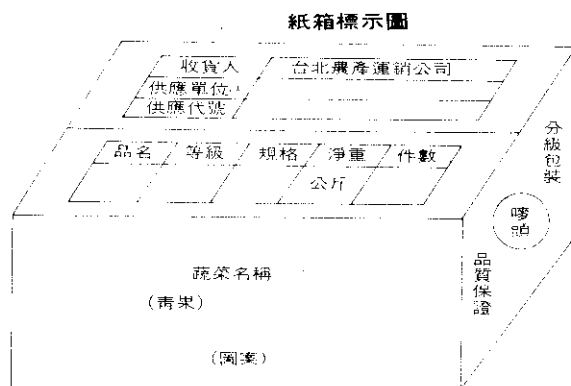 紙箱標示圖
收貨人 台北農產運銷公司
供應單位
供應代號
品名 等級 規格 淨重 件數
公斤
分級包裝
嘜頭
品質保證
蔬菜名稱
(青果)
(圖案)